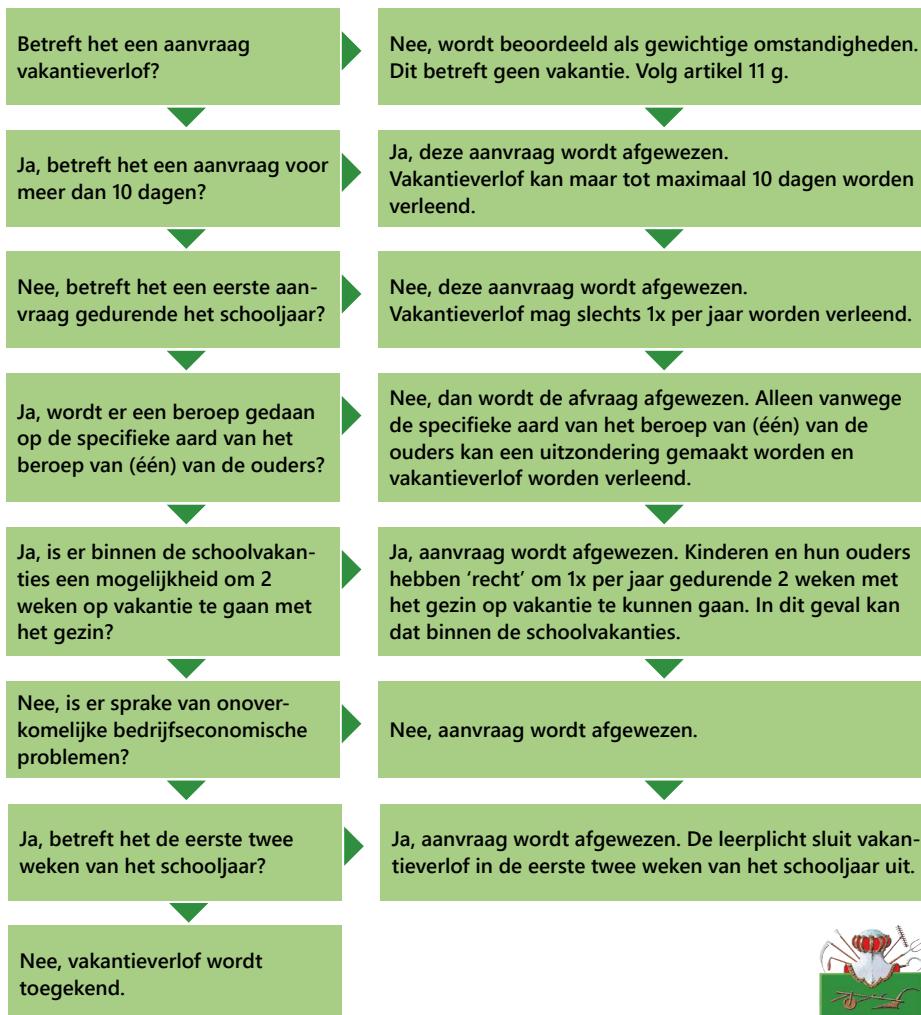 Betreft het een aanvraag
vakantieverlof?
Nee, wordt beoordeeld als gewichtige omstandigheden.
Dit betreft geen vakantie. Volg artikel 11 g.
Ja, betreft het een aanvraag voor
meer dan 10 dagen?
Ja, deze aanvraag wordt afgewezen.
Vakantieverlof kan maar tot maximaal 10 dagen worden
verleend.
Nee, betreft het een eerste aan-
vraag gedurende het schooljaar?
Nee, deze aanvraag wordt afgewezen.
Vakantieverlof mag slechts 1x per jaar worden verleend.
Ja, wordt er een beroep gedaan
op de specifieke aard van het
beroep van (één) van de ouders?
Nee, dan wordt de afvraag afgewezen. Alleen vanwege
de specifieke aard van het beroep van (één) van de
ouders kan een uitzondering gemaakt worden en
vakantieverlof worden verleend.
Ja, is er binnen de schoolvakan-
ties een mogelijkheid om 2
weken op vakantie te gaan met
het gezin?
Ja, aanvraag wordt afgewezen. Kinderen en hun ouders
hebben ‘recht’ om 1x per jaar gedurende 2 weken met
het gezin op vakantie te kunnen gaan. In dit geval kan
dat binnen de schoolvakanties.
Nee, is er sprake van onover-
komelijke bedrijfseconomische
problemen?
Nee, aanvraag wordt afgewezen.
Ja, betreft het de eerste twee
weken van het schooljaar?
Ja, aanvraag wordt afgewezen. De leerplicht sluit vakan-
tieverlof in de eerste twee weken van het schooljaar uit.
Nee, vakantieverlof wordt
toegekend.